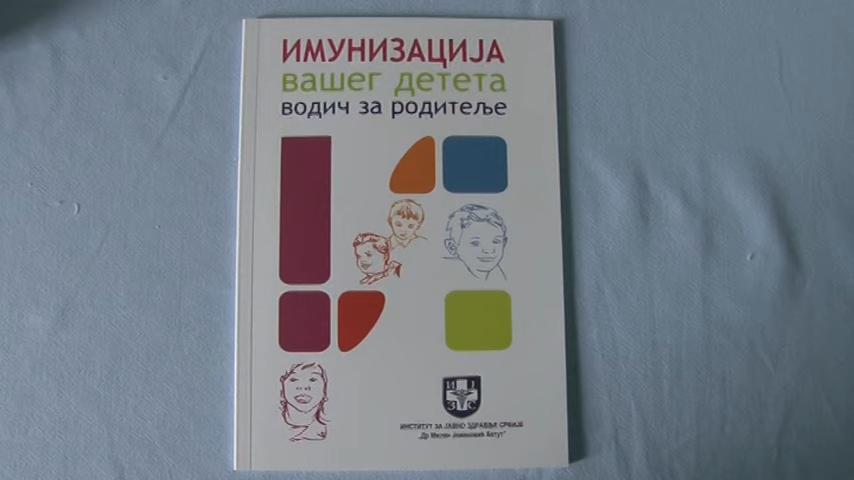 ИМУНИЗАЦИЈА
вашег детета
водич за родитеље
И Ј
З С
ИНСТИТУТ ЗА ЈАВНО ЗДРАВЉЕ СРБИЈЕ
„Др Милан Јовановић Батут"